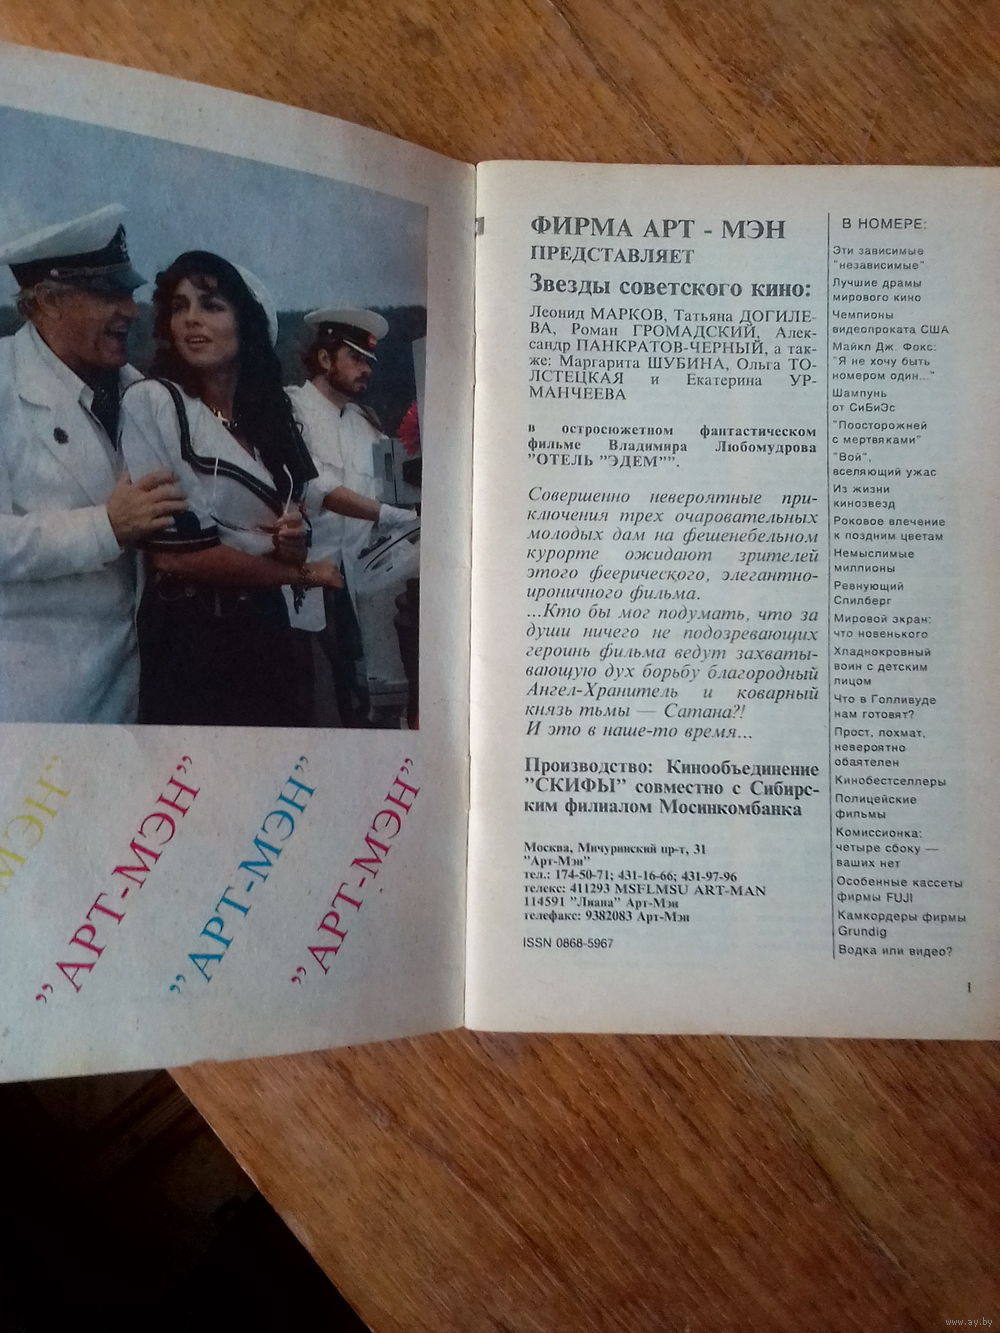 МЭН"
"АРТ-МЭН"
"АРТ-МЭН"
"АРТ-МЭН"
ФИРМА АРТ - МЭН
ПРЕДСТАВЛЯЕТ
Звезды советского кино:
Леонид МАРКОВ, Татьяна ДОГИЛЕ-
ВА, Роман ГРОМАДСКИЙ, Алек-
сандр ПАНКРАТОВ-ЧЕРНЫЙ, а так-
же: Маргарита ШУБИНА, Ольга ТО-
ЛСТЕЦКАЯ и Екатерина УР-
МАНЧЕЕВА
в остросюжетном фантастическом
фильме Владимира Любомудрова
"ОТЕЛЬ "ЭДЕМ"".
Совершенно невероятные при-
ключения трех очаровательных
молодых дам на фешенебельном
курорте ожидают зрителей
этого феерического, элегантно-
ироничного фильма.
...Кто бы мог подумать, что за
души ничего не подозревающих
героинь фильма ведут захваты-
вающую дух борьбу благородный
Ангел-Хранитель и коварный
князь тьмы — Сатана?!
И это в наше-то время...
Производство: Кинообъединение
"СКИФЫ" совместно с Сибирс-
ким филиалом Мосинкомбанка
Москва, Мичуринский пр-т, 31
"Арт-Мэн"
тел.: 174-50-71; 431-16-66; 431-97-96
телекс: 411293 MSFLMSU ART-MAN
114591 "Лиана" Арт-Мэн
телефакс: 9382083 Арт-Мэн
ISSN 0868-5967
В НОМЕРЕ:
Эти зависимые
"независимые"
Лучшие драмы
мирового кино
Чемпионы
видеопроката США
Майкл Дж. Фокс:
"Я не хочу быть
номером один..."
Шампунь
от СиБиЭс
"Поосторожней
с мертвяками"
"Вой",
вселяющий ужас
Из жизни
кинозвезд
Роковое влечение
к поздним цветам
Немыслимые
миллионы
Ревнующий
Спилберг
Мировой экран:
что новенького
Хладнокровный
воин с детским
лицом
Что в Голливуде
нам готовят?
Прост, лохмат,
невероятно
обаятелен
Кинобестселлеры
Полицейские
фильмы
Комиссионка:
четыре сбоку —
ваших нет
Особенные кассеты
фирмы FUJI
Камкордеры фирмы
Grundig
Водка или видео?
1
www.ay.by